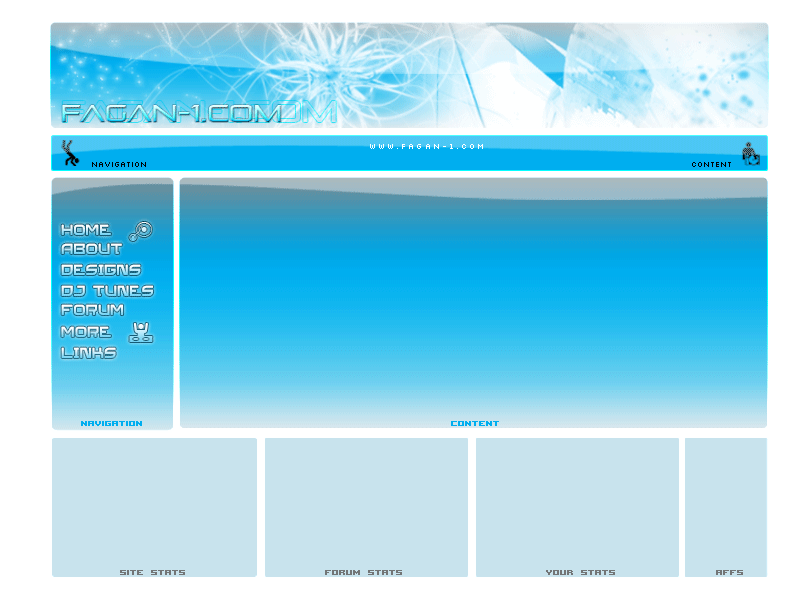 FAGAN-1.COM
WWW.FAGAN-1.COM
NAVIGATION
CONTENT
HOME
ABOUT
DESIGNS
DJ TUNES
FORUM
MORE
LINKS
NAVIGATION
CONTENT
SITE STATS
FORUM STATS
YOUR STATS
AFFS